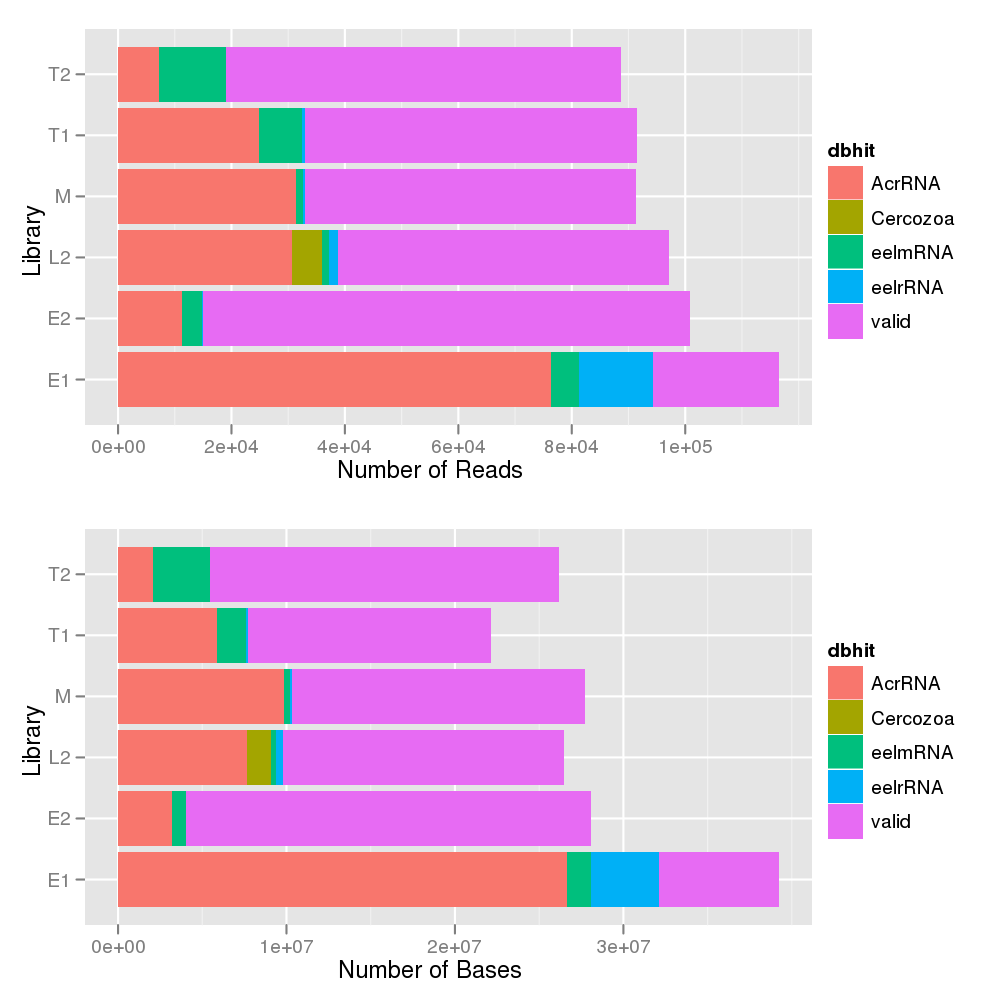 T2
T1
M
L2
E2
E1
Library
0e+00 2e+04 4e+04 6e+04 8e+04 1e+05
Number of Reads
dbhit
AcrRNA
Cercozoa
eelmRNA
eelrRNA
valid
T2
T1
M
L2
E2
E1
Library
0e+00 1e+07 2e+07 3e+07
Number of Bases
dbhit
AcrRNA
Cercozoa
eelmRNA
eelrRNA
valid